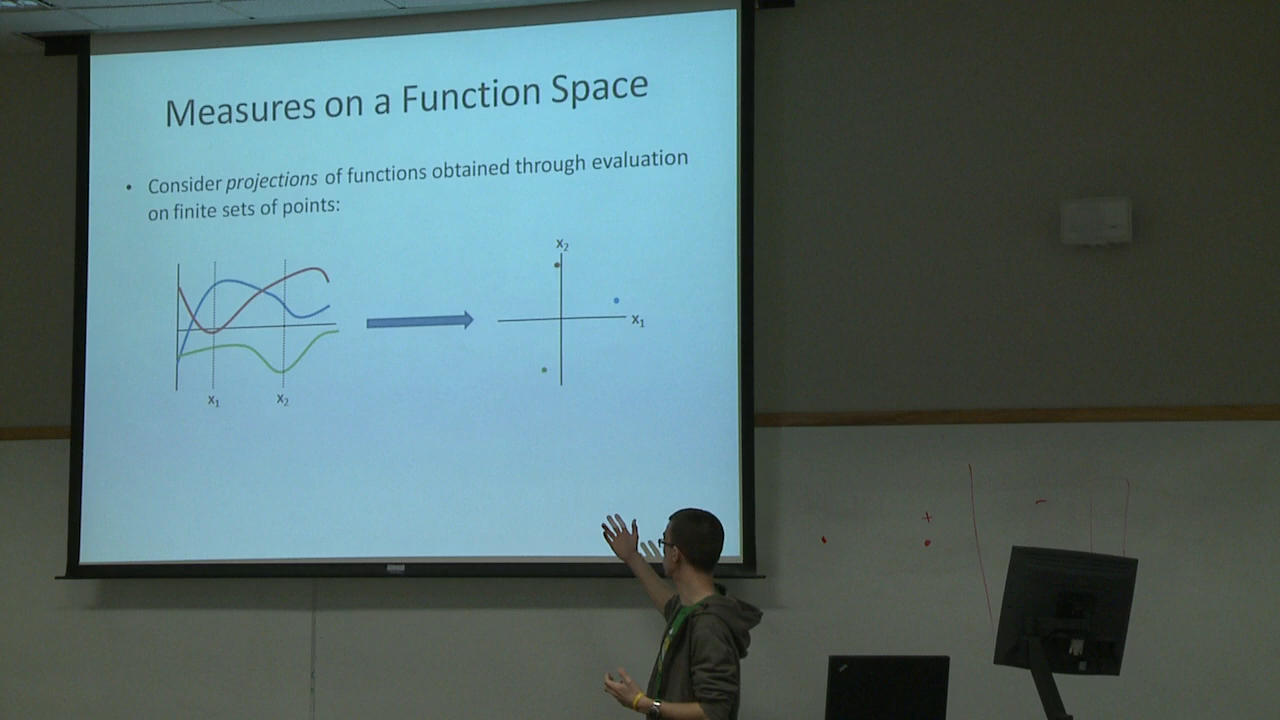 Measures on a Function Space
• Consider projections of functions obtained through evaluation
on finite sets of points:
x₂
x₁
x₁
x₂
+
-